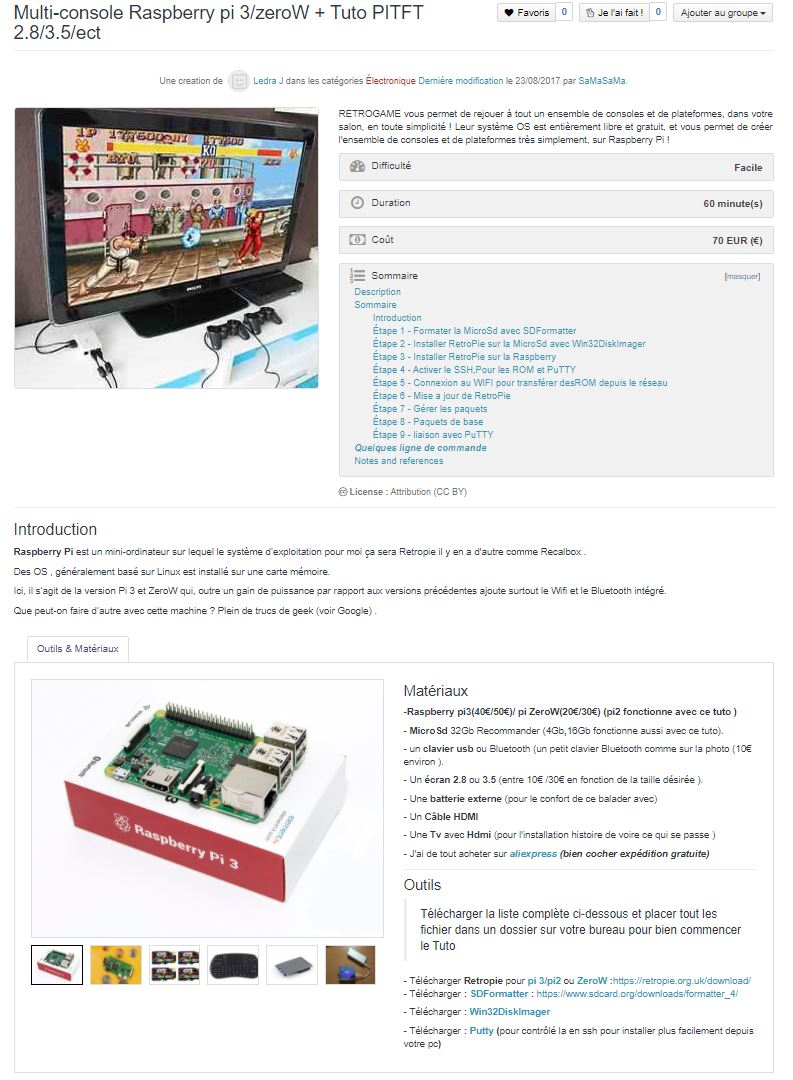 Multi-console Raspberry pi 3/zeroW + Tuto PITFT
2.8/3.5/ect
Favoris 0
Je l'ai fait ! 0
Ajouter au groupe
Une creation de Ledra J dans les catégories Électronique Dernière modification le 23/08/2017 par SaMaSaMa.
1P 177600
KO
PHILIPS
RETROGAME vous permet de rejouer à tout un ensemble de consoles et de plateformes, dans votre
salon, en toute simplicité ! Leur système OS est entièrement libre et gratuit, et vous permet de créer
l'ensemble de consoles et de plateformes très simplement, sur Raspberry Pi !
Difficulté Facile
Duration 60 minute(s)
Coût 70 EUR (€)
Sommaire [masquer]
Description
Sommaire
Introduction
Étape 1 - Formater la MicroSd avec SDFormatter
Étape 2 - Installer RetroPie sur la MicroSd avec Win32DiskImager
Étape 3 - Installer RetroPie sur la Raspberry
Étape 4 - Activer le SSH,Pour les ROM et PuTTY
Étape 5 - Connexion au WIFI pour transférer desROM depuis le réseau
Étape 6 - Mise a jour de RetroPie
Étape 7 - Gérer les paquets
Étape 8 - Paquets de base
Étape 9 - liaison avec PuTTY
Quelques ligne de commande
Notes and references
License : Attribution (CC BY)
Introduction
Raspberry Pi est un mini-ordinateur sur lequel le système d'exploitation pour moi ça sera Retropie il y en a d'autre comme Recalbox .
Des OS , généralement basé sur Linux est installé sur une carte mémoire.
Ici, il s'agit de la version Pi 3 et ZeroW qui, outre un gain de puissance par rapport aux versions précédentes ajoute surtout le Wifi et le Bluetooth intégré.
Que peut-on faire d'autre avec cette machine ? Plein de trucs de geek (voir Google) .
Outils & Matériaux
Raspberry Pi 3
Matériaux
-Raspberry pi3(40€/50€)/ pi ZeroW(20€/30€) (pi2 fonctionne avec ce tuto )
- MicroSd 32Gb Recommander (4Gb,16Gb fonctionne aussi avec ce tuto).
- un clavier usb ou Bluetooth (un petit clavier Bluetooth comme sur la photo (10€
environ ).
- Un écran 2.8 ou 3.5 (entre 10€ /30€ en fonction de la taille désirée ).
- Une batterie externe (pour le confort de ce balader avec)
- Un Câble HDMI
- Une Tv avec Hdmi (pour l'installation histoire de voire ce qui se passe )
- J'ai de tout acheter sur aliexpress (bien cocher expédition gratuite)
Outils
Télécharger la liste complète ci-dessous et placer tout les
fichier dans un dossier sur votre bureau pour bien commencer
le Tuto
- Télécharger Retropie pour pi 3/pi2 ou ZeroW :https://retropie.org.uk/download/
- Télécharger : SDFormatter : https://www.sdcard.org/downloads/formatter_4/
- Télécharger : Win32DiskImager
- Télécharger : Putty (pour contrôlé la en ssh pour installer plus facilement depuis
votre pc)